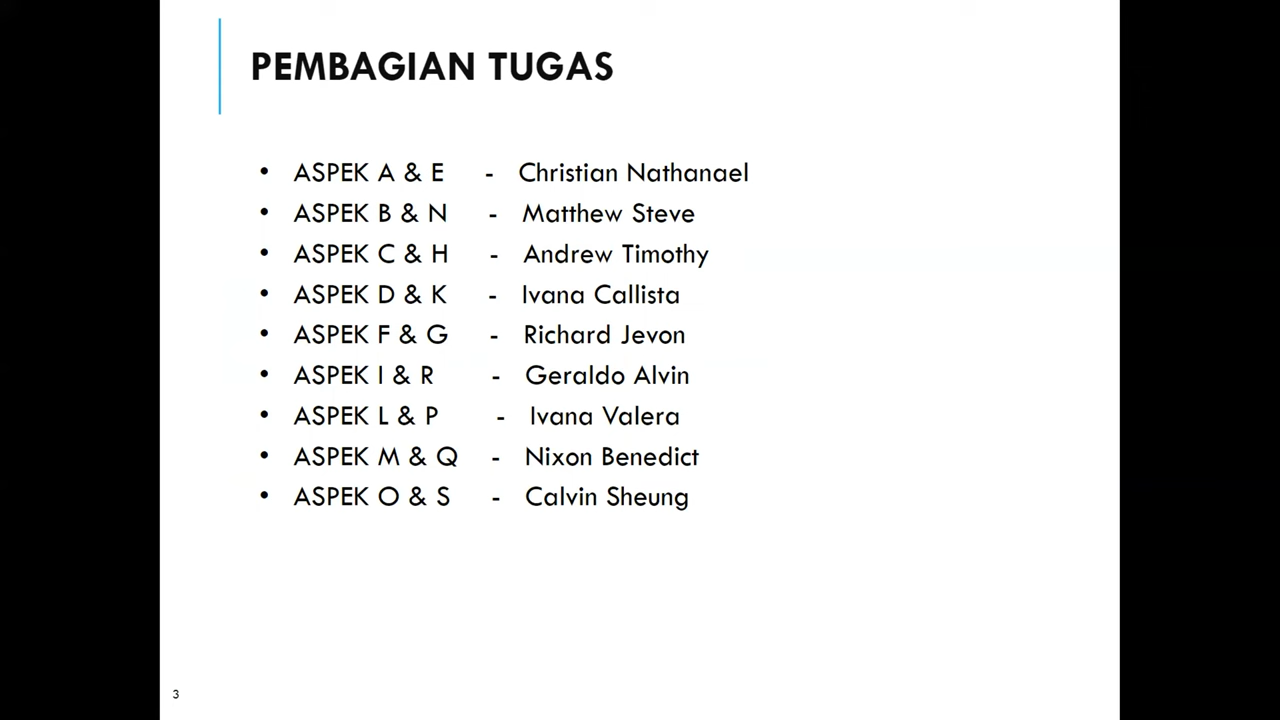 PEMBAGIAN TUGAS
• ASPEK A & E - Christian Nathanael
• ASPEK B & N - Matthew Steve
• ASPEK C & H - Andrew Timothy
• ASPEK D & K - Ivana Callista
• ASPEK F & G - Richard Jevon
• ASPEK I & R - Geraldo Alvin
• ASPEK L & P - Ivana Valera
• ASPEK M & Q - Nixon Benedict
• ASPEK O & S - Calvin Sheung
3